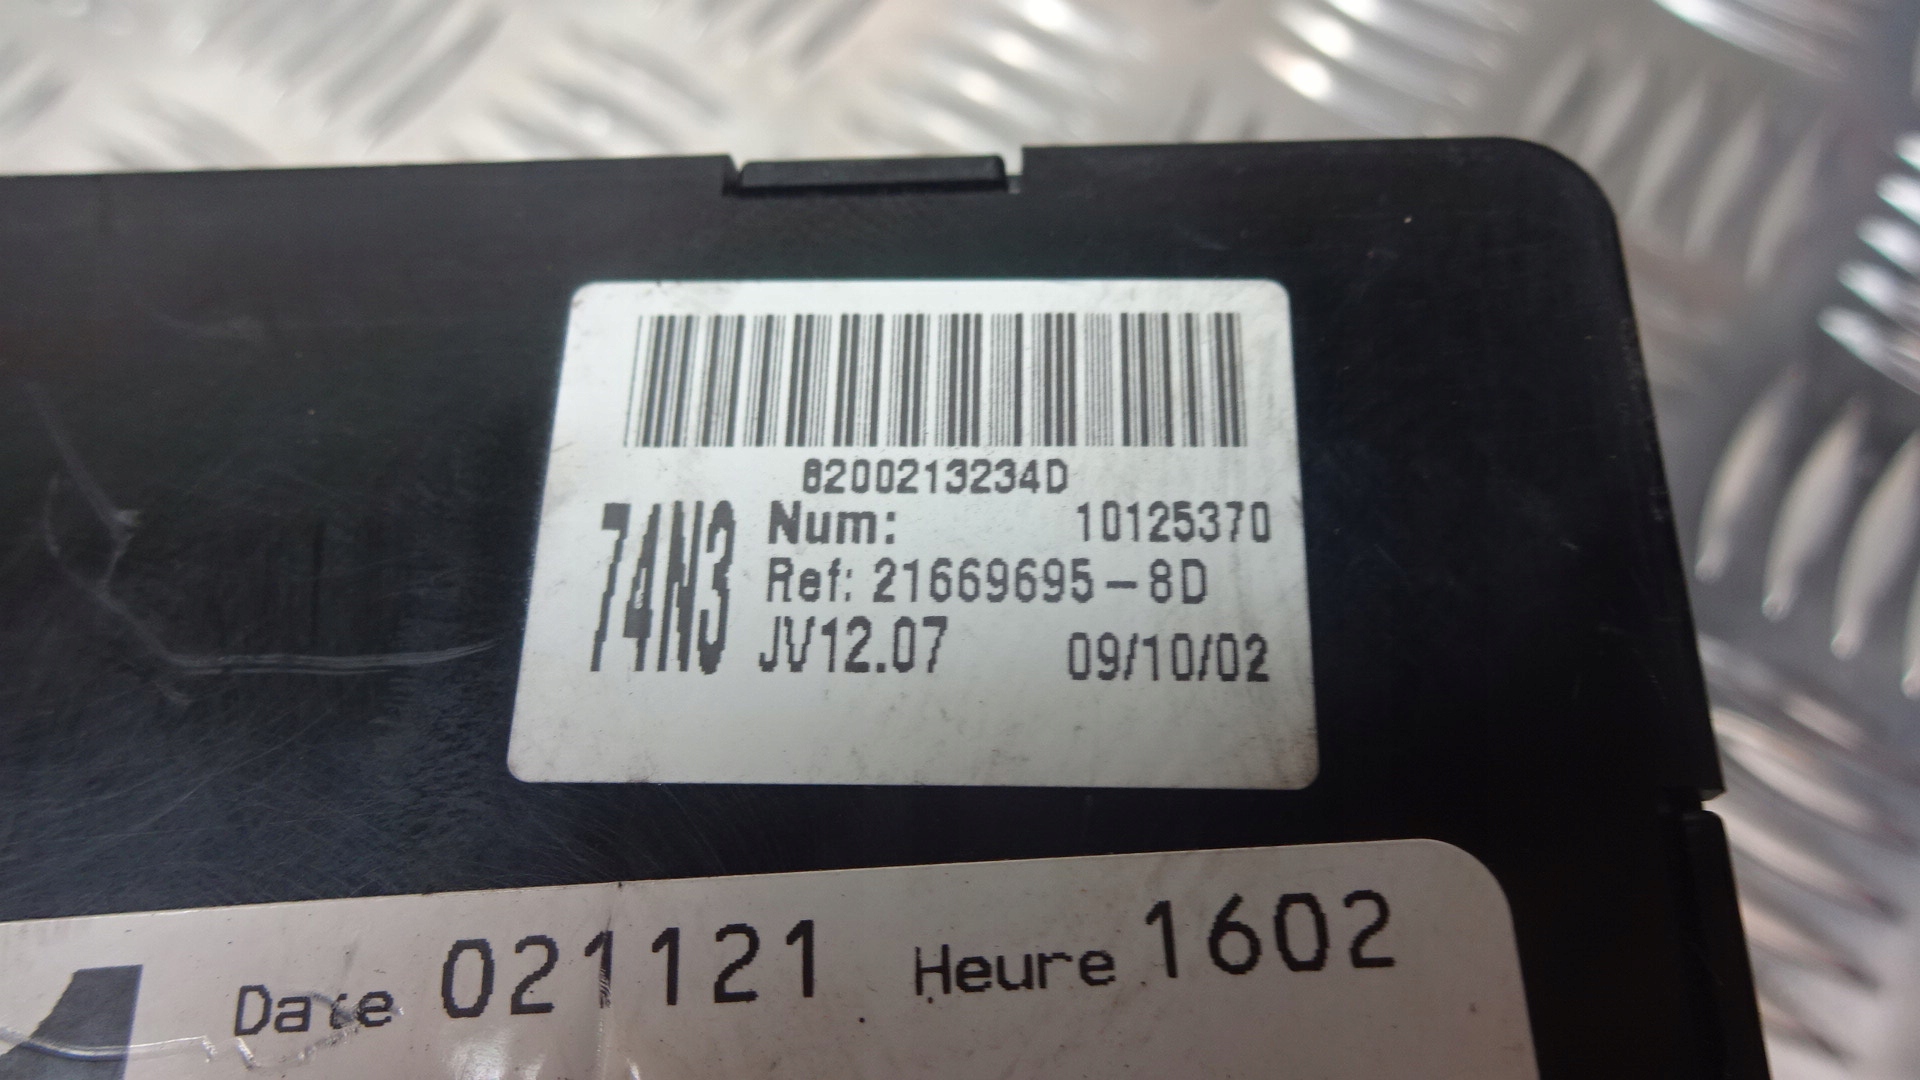 8200213234D
74N3
Num: 10125370
Ref: 21669695-8D
JV12.07 09/10/02
Date 021121 Heure 1602